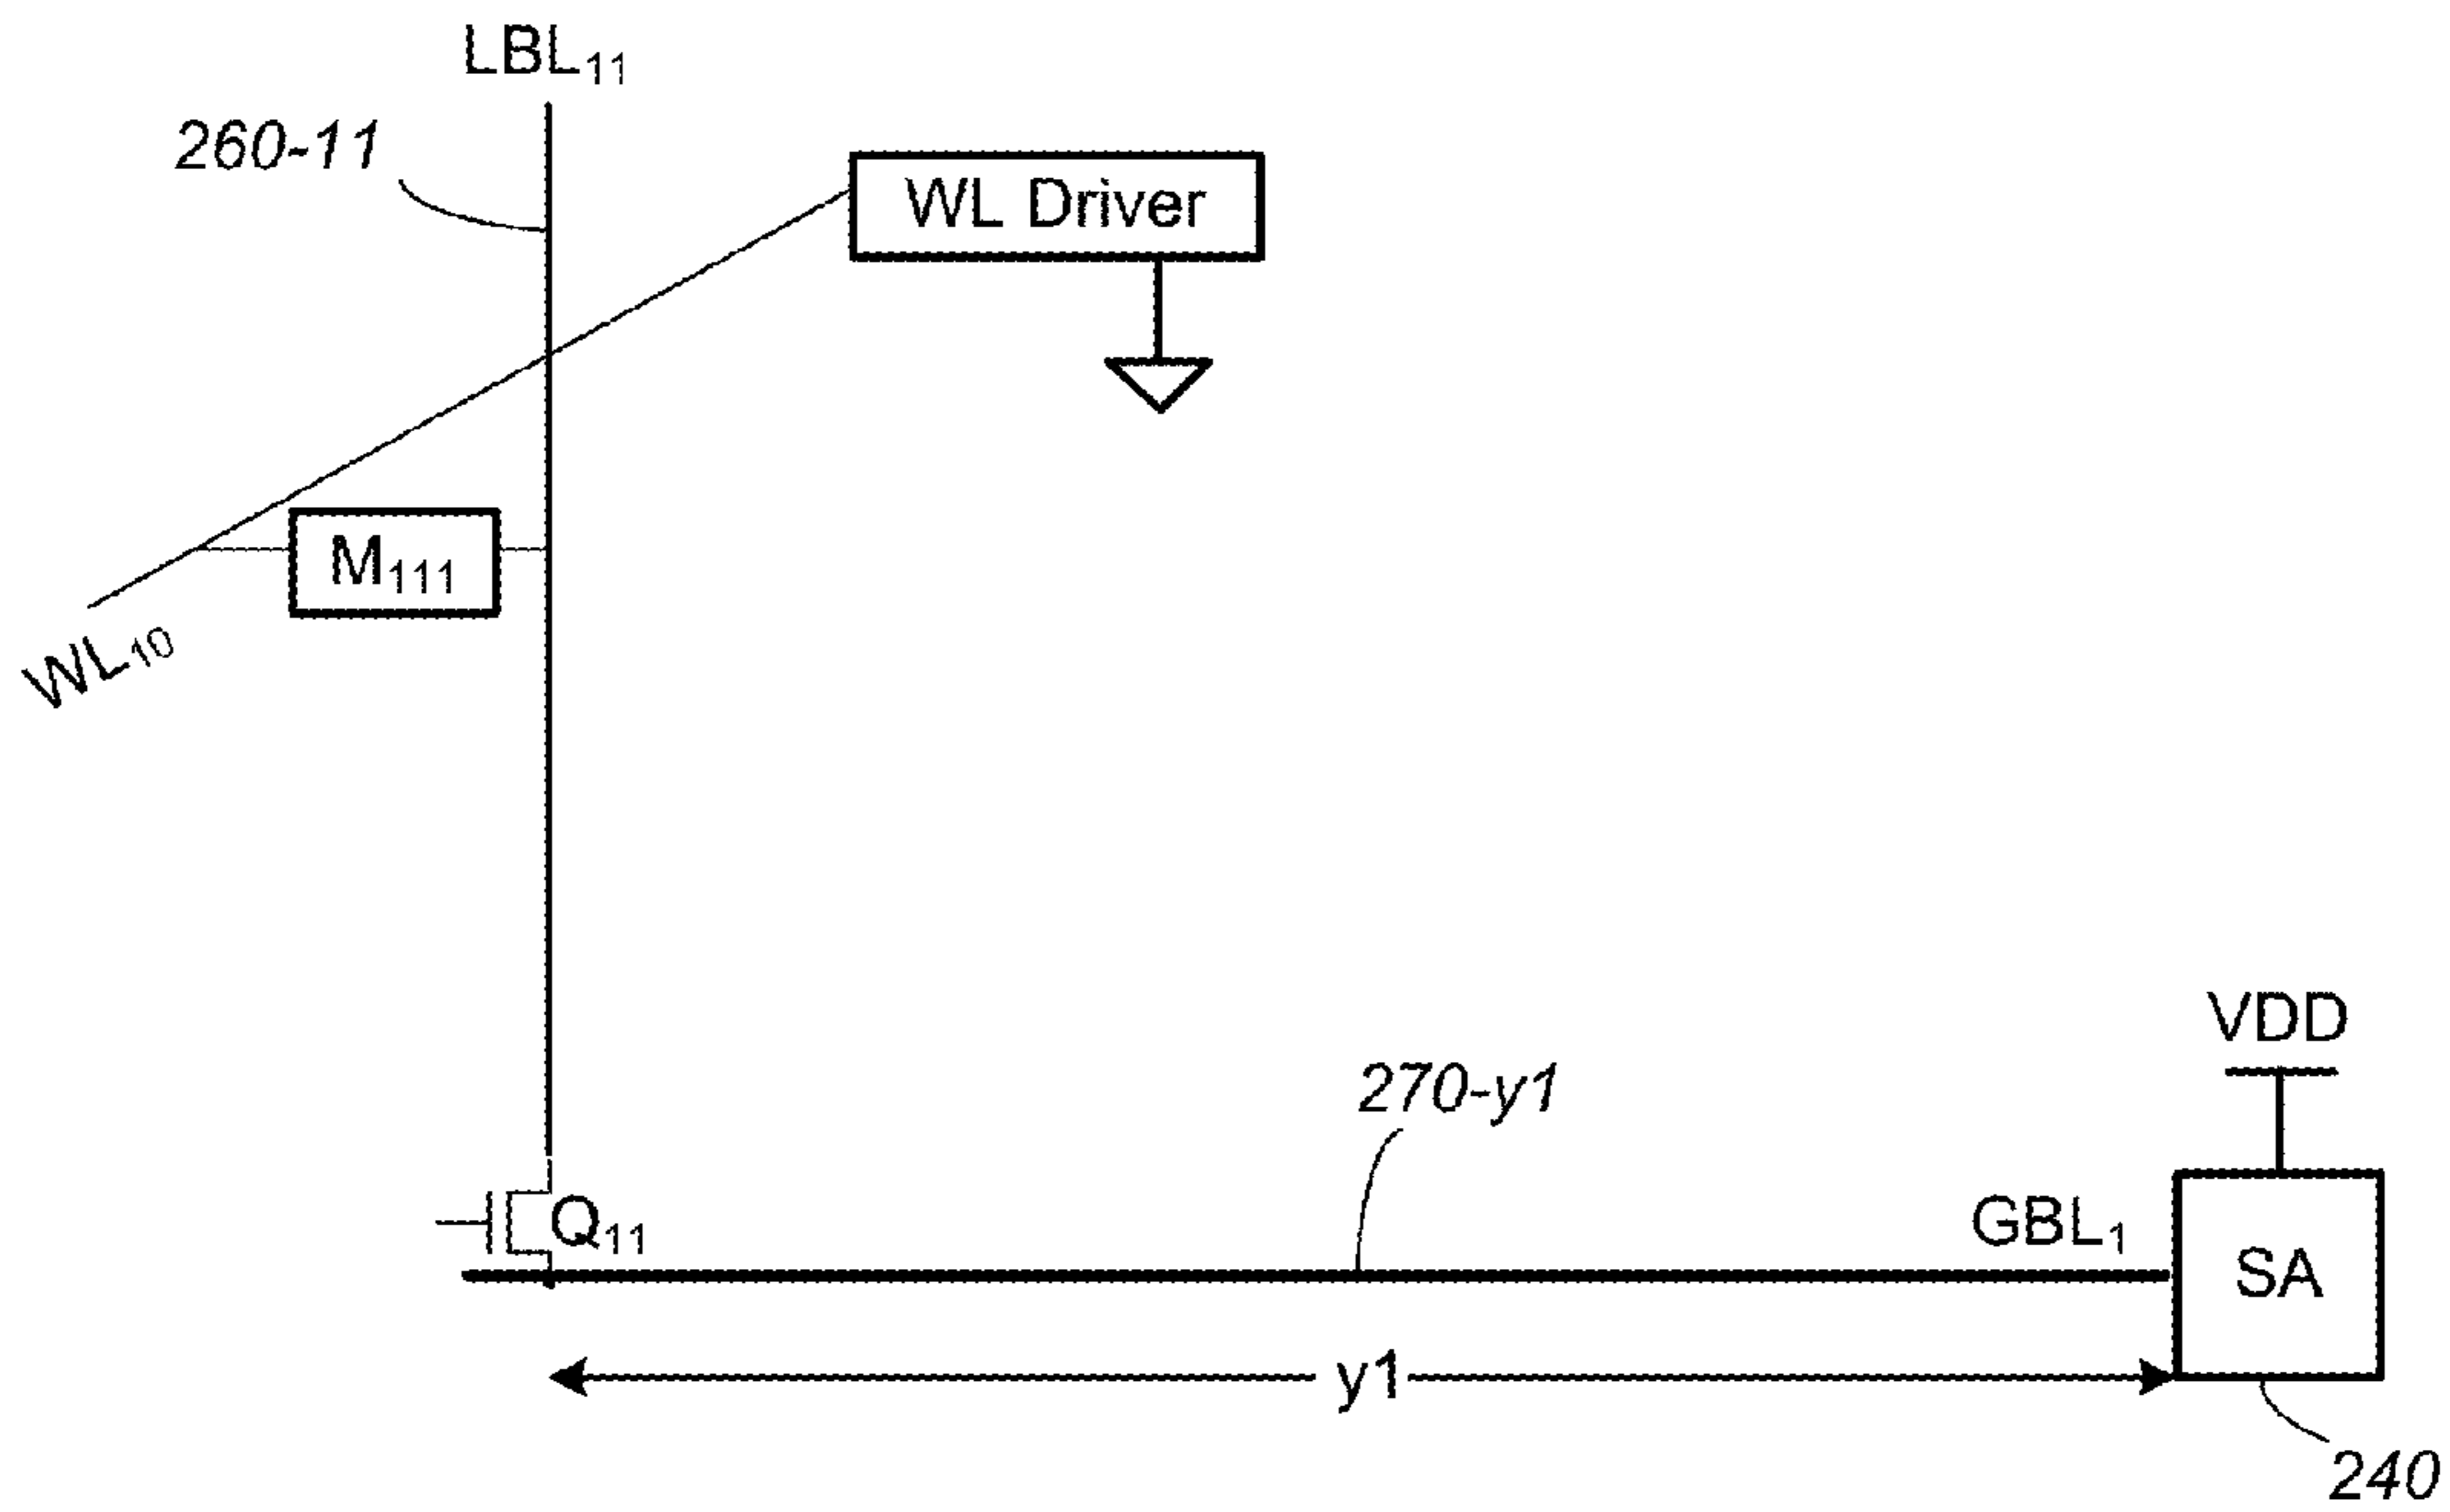 LBL₁₁
260-11
WL Driver
M₁₁₁
WL₁₀
VDD
270-y1
Q₁₁
GBL₁
SA
y1
240